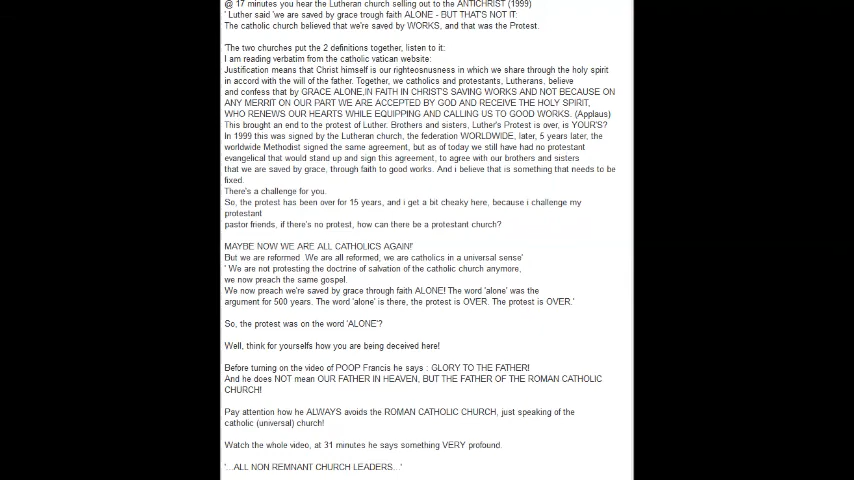 @ 17 minutes you hear the Lutheran church selling out to the ANTICHRIST (1999)
' Luther said 'we are saved by grace trough faith ALONE - BUT THAT'S NOT IT:
The catholic church believed that we're saved by WORKS, and that was the Protest.
'The two churches put the 2 definitions together, listen to it:
I am reading verbatim from the catholic vatican website:
Justification means that Christ himself is our righteosnusness in which we share through the holy spirit
in accord with the will of the father. Together, we catholics and protestants, Lutherans, believe
and confess that by GRACE ALONE,IN FAITH IN CHRIST'S SAVING WORKS AND NOT BECAUSE ON
ANY MERRIT ON OUR PART WE ARE ACCEPTED BY GOD AND RECEIVE THE HOLY SPIRIT,
WHO RENEWS OUR HEARTS WHILE EQUIPPING AND CALLING US TO GOOD WORKS. (Applaus)
This brought an end to the protest of Luther. Brothers and sisters, Luther's Protest is over, is YOUR'S?
In 1999 this was signed by the Lutheran church, the federation WORLDWIDE, later, 5 years later, the
worldwide Methodist signed the same agreement, but as of today we still have had no protestant
evangelical that would stand up and sign this agreement, to agree with our brothers and sisters
that we are saved by grace, through faith to good works. And i believe that is something that needs to be
fixed.
There's a challenge for you.
So, the protest has been over for 15 years, and i get a bit cheaky here, because i challenge my
protestant
pastor friends, if there's no protest, how can there be a protestant church?
MAYBE NOW WE ARE ALL CATHOLICS AGAIN!'
But we are reformed .We are all reformed, we are catholics in a universal sense'
' We are not protesting the doctrine of salvation of the catholic church anymore,
we now preach the same gospel.
We now preach we're saved by grace through faith ALONE! The word 'alone' was the
argument for 500 years. The word 'alone' is there, the protest is OVER. The protest is OVER.'
So, the protest was on the word 'ALONE'?
Well, think for yourselfs how you are being deceived here!
Before turning on the video of POOP Francis he says : GLORY TO THE FATHER!
And he does NOT mean OUR FATHER IN HEAVEN, BUT THE FATHER OF THE ROMAN CATHOLIC
CHURCH!
Pay attention how he ALWAYS avoids the ROMAN CATHOLIC CHURCH, just speaking of the
catholic (universal) church!
Watch the whole video, at 31 minutes he says something VERY profound.
'...ALL NON REMNANT CHURCH LEADERS...'